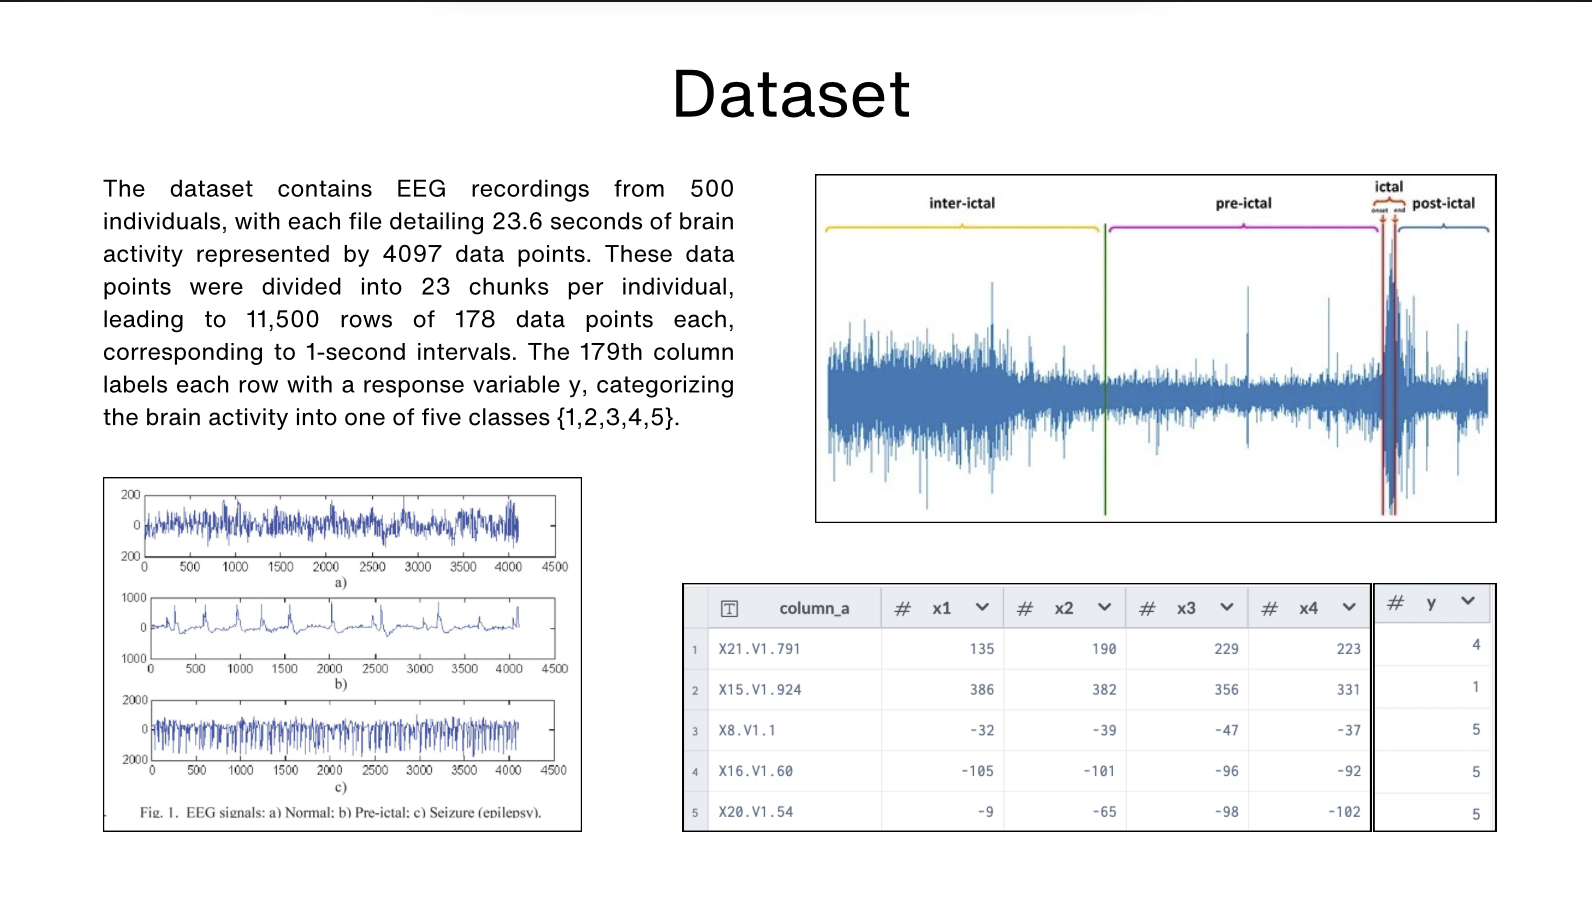 Dataset
The dataset contains EEG recordings from 500
individuals, with each file detailing 23.6 seconds of brain
activity represented by 4097 data points. These data
points were divided into 23 chunks per individual,
leading to 11,500 rows of 178 data points each,
corresponding to 1-second intervals. The 179th column
labels each row with a response variable y, categorizing
the brain activity into one of five classes {1,2,3,4,5}.
inter-ictal pre-ictal ictal post-ictal
onset end
200
0
200
0 500 1000 1500 2000 2500 3000 3500 4000 4500
a)
1000
0
1000
0 500 1000 1500 2000 2500 3000 3500 4000 4500
b)
2000
0
2000
0 500 1000 1500 2000 2500 3000 3500 4000 4500
c)
Fig. 1. EEG signals: a) Normal; b) Pre-ictal; c) Seizure (epilepsy).
T column_a # x1 # x2 # x3 # x4 # y
1 X21.V1.791 135 190 229 223 4
2 X15.V1.924 386 382 356 331 1
3 X8.V1.1 -32 -39 -47 -37 5
4 X16.V1.60 -105 -101 -96 -92 5
5 X20.V1.54 -9 -65 -98 -102 5